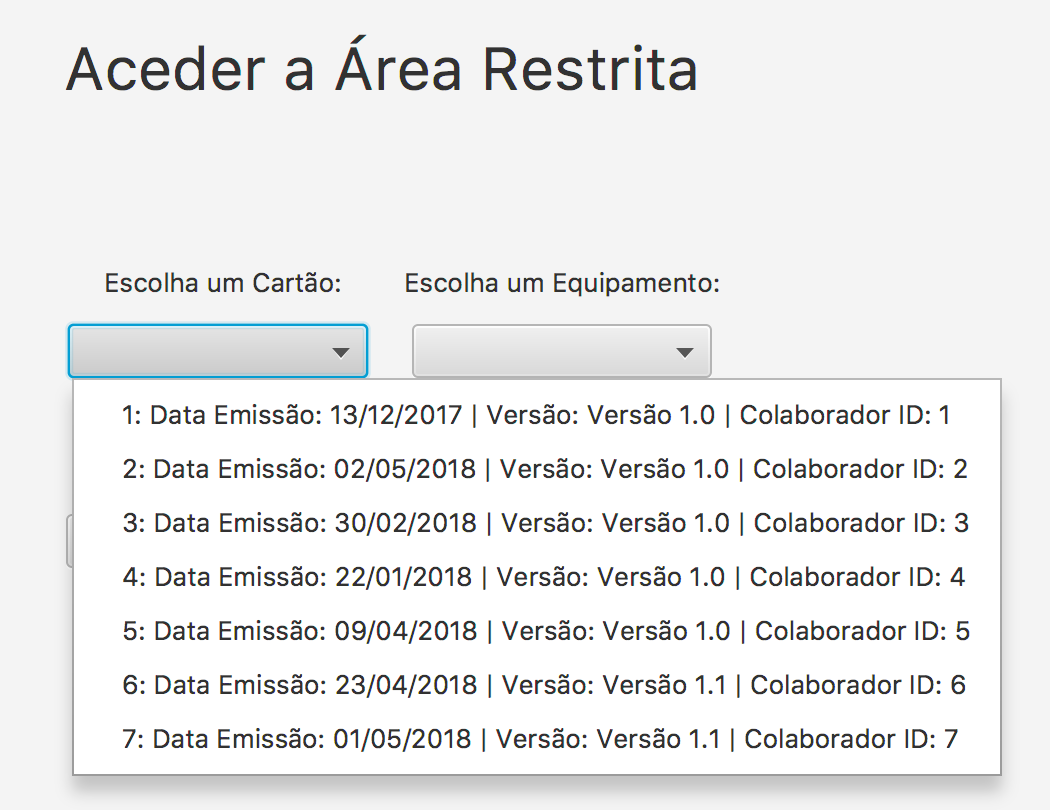 Aceder a Área Restrita
Escolha um Cartão: Escolha um Equipamento:
1: Data Emissão: 13/12/2017 | Versão: Versão 1.0 | Colaborador ID: 1
2: Data Emissão: 02/05/2018 | Versão: Versão 1.0 | Colaborador ID: 2
3: Data Emissão: 30/02/2018 | Versão: Versão 1.0 | Colaborador ID: 3
4: Data Emissão: 22/01/2018 | Versão: Versão 1.0 | Colaborador ID: 4
5: Data Emissão: 09/04/2018 | Versão: Versão 1.0 | Colaborador ID: 5
6: Data Emissão: 23/04/2018 | Versão: Versão 1.1 | Colaborador ID: 6
7: Data Emissão: 01/05/2018 | Versão: Versão 1.1 | Colaborador ID: 7